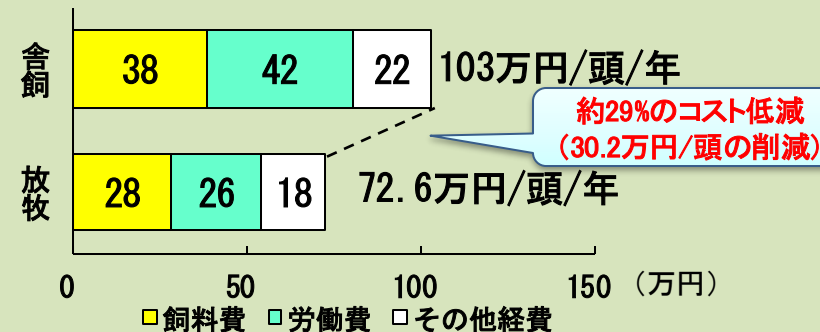 舎飼
38
42
22
103万円/頭/年
約29%のコスト低減
(30.2万円/頭の削減)
放牧
28
26
18
72.6万円/頭/年
0
50
100
150
(万円)
飼料費
労働費
その他経費